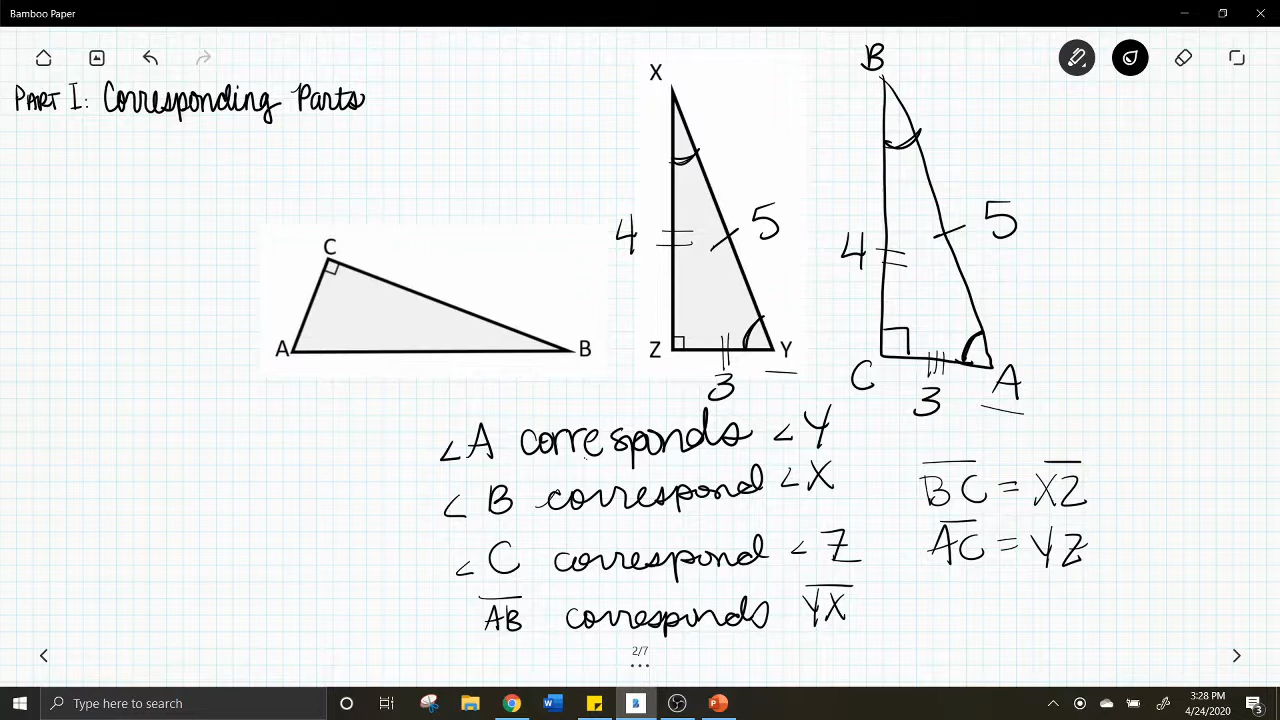 Bamboo Paper
PART I: Corresponding Parts
C
A
B
X
4
5
Z
Y
3
B
4
5
C
A
3
∠A corresponds ∠Y
∠B correspond ∠X
∠C correspond ∠Z
AB corresponds YX
BC = XZ
AC = YZ
2/7
Type here to search
3:28 PM
4/24/2020
3